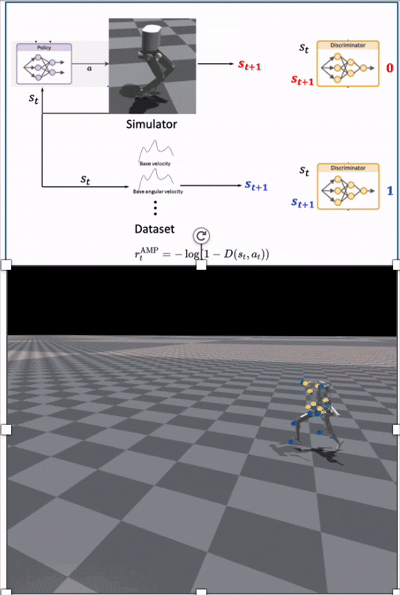 Policy
a
S_t
s_{t+1}
Simulator
S_t
s_{t+1}
Discriminator
0
Base velocity
S_t
Base angular velocity
s_{t+1}
Dataset
S_t
s_{t+1}
Discriminator
1
r_t^{AMP} = − log(1 − D(s_t, a_t))